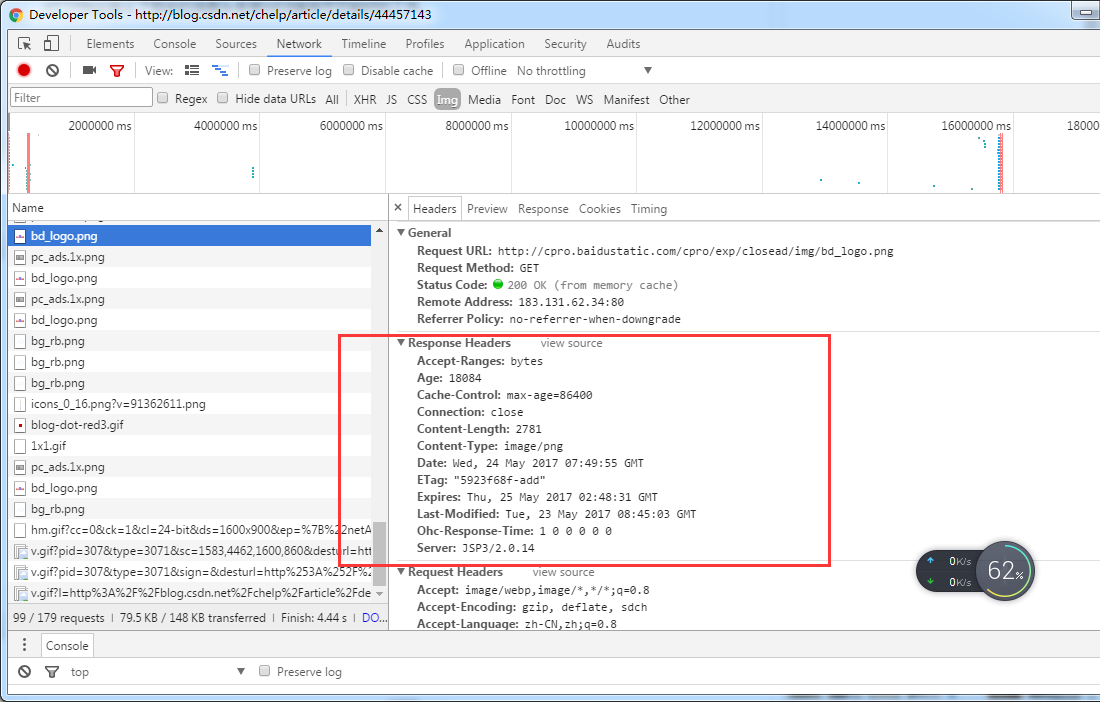 Developer Tools - http://blog.csdn.net/chelp/article/details/44457143
Elements Console Sources Network Timeline Profiles Application Security Audits
View: Preserve log Disable cache Offline No throttling
Filter Regex Hide data URLs All XHR JS CSS Img Media Font Doc WS Manifest Other
2000000 ms 4000000 ms 6000000 ms 8000000 ms 10000000 ms 12000000 ms 14000000 ms 16000000 ms 18000
Name
bd_logo.png
pc_ads.1x.png
bd_logo.png
pc_ads.1x.png
bd_logo.png
bg_rb.png
bg_rb.png
bg_rb.png
icons_0_16.png?v=91362611.png
blog-dot-red3.gif
1x1.gif
pc_ads.1x.png
bd_logo.png
bg_rb.png
hm.gif?cc=0&ck=1&cl=24-bit&ds=1600x900&ep=%7B%22netA
v.gif?pid=307&type=3071&sc=1583,4462,1600,860&desturl=htt
v.gif?pid=307&type=3071&sign=&desturl=http%253A%252F%2
v.gif?l=http%3A%2F%2Fblog.csdn.net%2Fchelp%2Farticle%2Fde
99 / 179 requests | 79.5 KB / 148 KB transferred | Finish: 4.44 s | DO...
× Headers Preview Response Cookies Timing
General
Request URL: http://cpro.baidustatic.com/cpro/exp/closead/img/bd_logo.png
Request Method: GET
Status Code: 200 OK (from memory cache)
Remote Address: 183.131.62.34:80
Referrer Policy: no-referrer-when-downgrade
Response Headers view source
Accept-Ranges: bytes
Age: 18084
Cache-Control: max-age=86400
Connection: close
Content-Length: 2781
Content-Type: image/png
Date: Wed, 24 May 2017 07:49:55 GMT
ETag: "5923f68f-add"
Expires: Thu, 25 May 2017 02:48:31 GMT
Last-Modified: Tue, 23 May 2017 08:45:03 GMT
Ohc-Response-Time: 1 0 0 0 0 0
Server: JSP3/2.0.14
Request Headers view source
Accept: image/webp,image/*,*/*;q=0.8
Accept-Encoding: gzip, deflate, sdch
Accept-Language: zh-CN,zh;q=0.8
0K/s
0K/s
62%
Console
top Preserve log